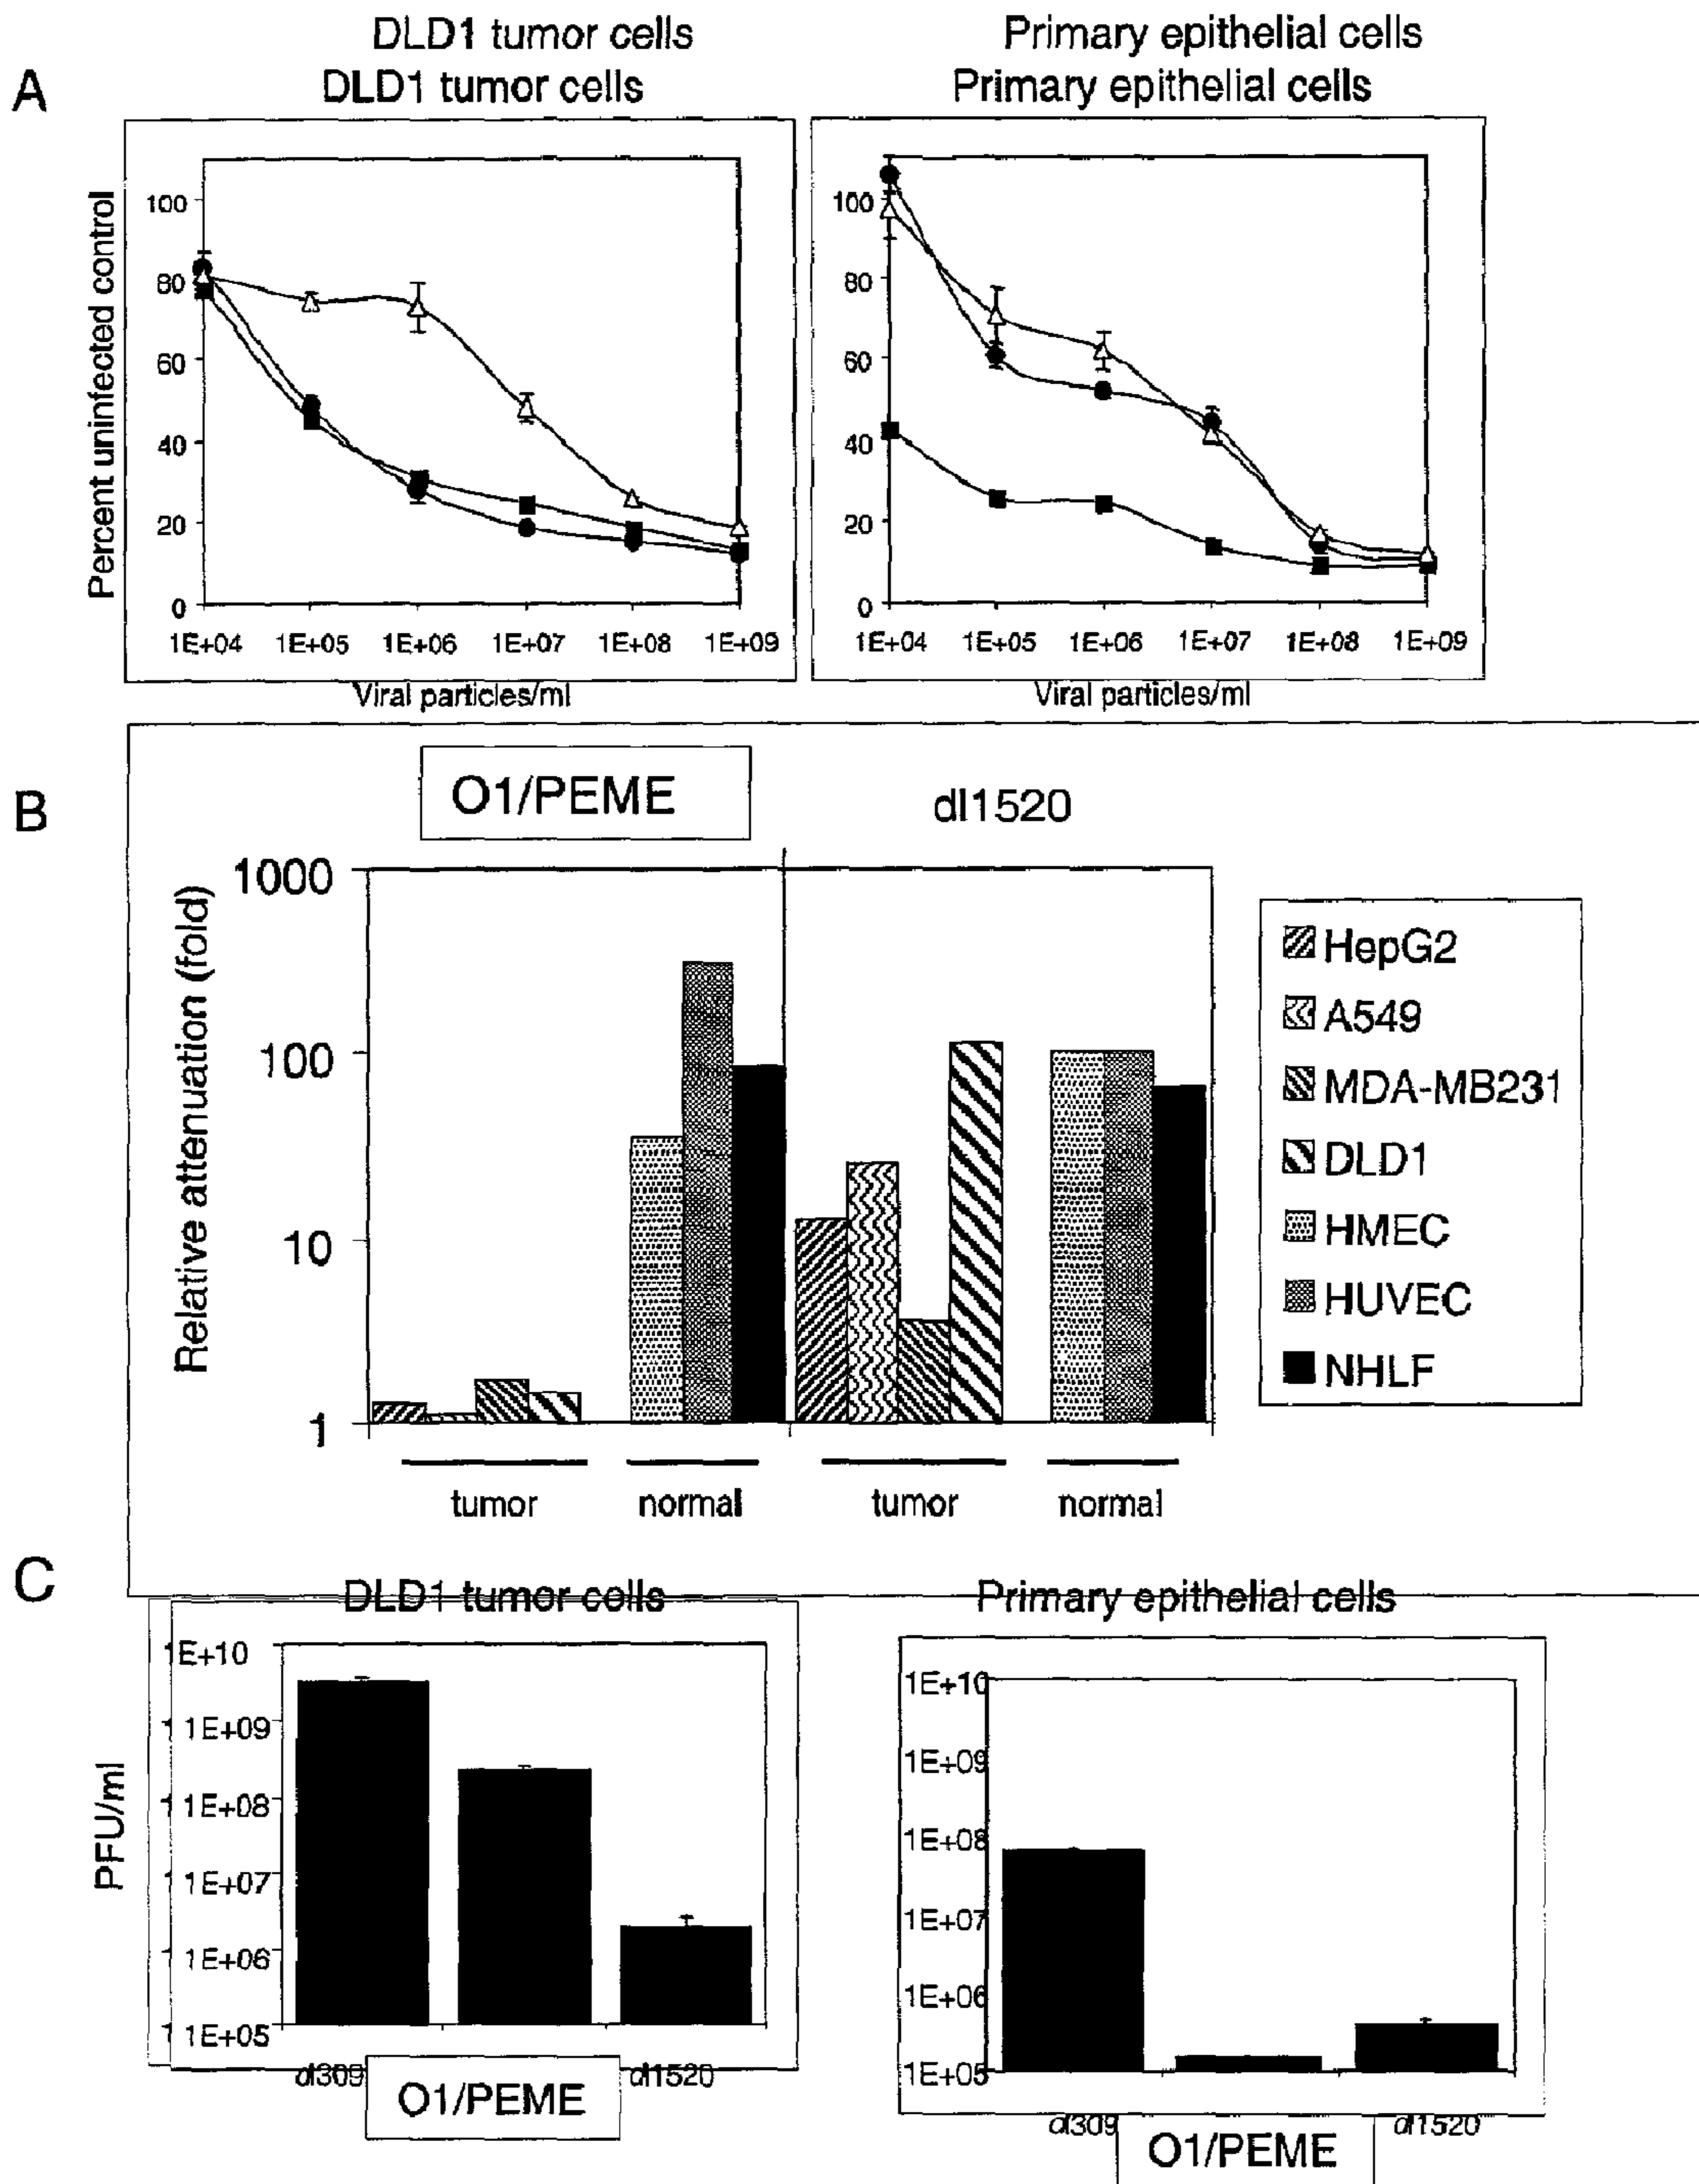 DLD1 tumor cells
DLD1 tumor cells
Primary epithelial cells
Primary epithelial cells
A
Percent uninfected control
100
80
60
40
20
0
1E+04 1E+05 1E+06 1E+07 1E+08 1E+09
Viral particles/ml
100
80
60
40
20
0
1E+04 1E+05 1E+06 1E+07 1E+08 1E+09
Viral particles/ml
B
O1/PEME
dl1520
Relative attenuation (fold)
1000
100
10
1
tumor normal tumor normal
HepG2
A549
MDA-MB231
DLD1
HMEC
HUVEC
NHLF
C
DLD1 tumor cells
PFU/ml
1E+10
11E+09
11E+08
11E+07
11E+06
11E+05
dl309
O1/PEME
dl1520
Primary epithelial cells
1E+10
1E+09
1E+08
1E+07
1E+06
1E+05
dl309
O1/PEME
dl1520